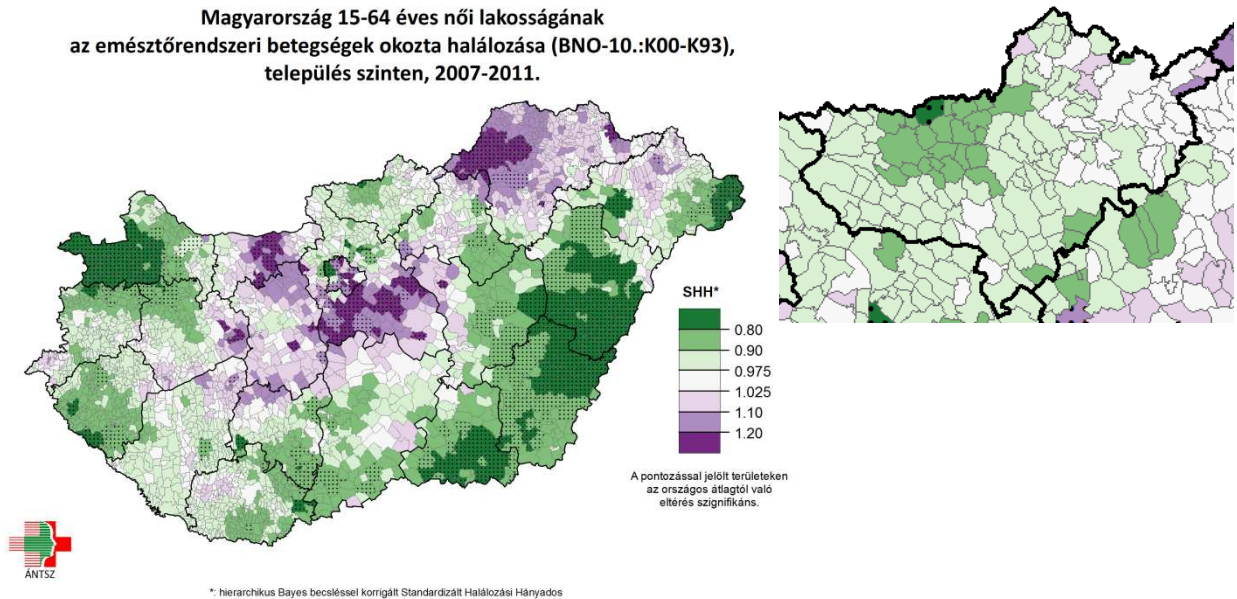 Magyarország 15-64 éves női lakosságának
az emésztőrendszeri betegségek okozta halálozása (BNO-10.:K00-K93),
település szinten, 2007-2011.
SHH*
0.80
0.90
0.975
1.025
1.10
1.20
A pontozással jelölt területeken
az országos átlagtól való
eltérés szignifikáns.
ÁNTSZ
*: hierarchikus Bayes becsléssel korrigált Standardizált Halálozási Hányados